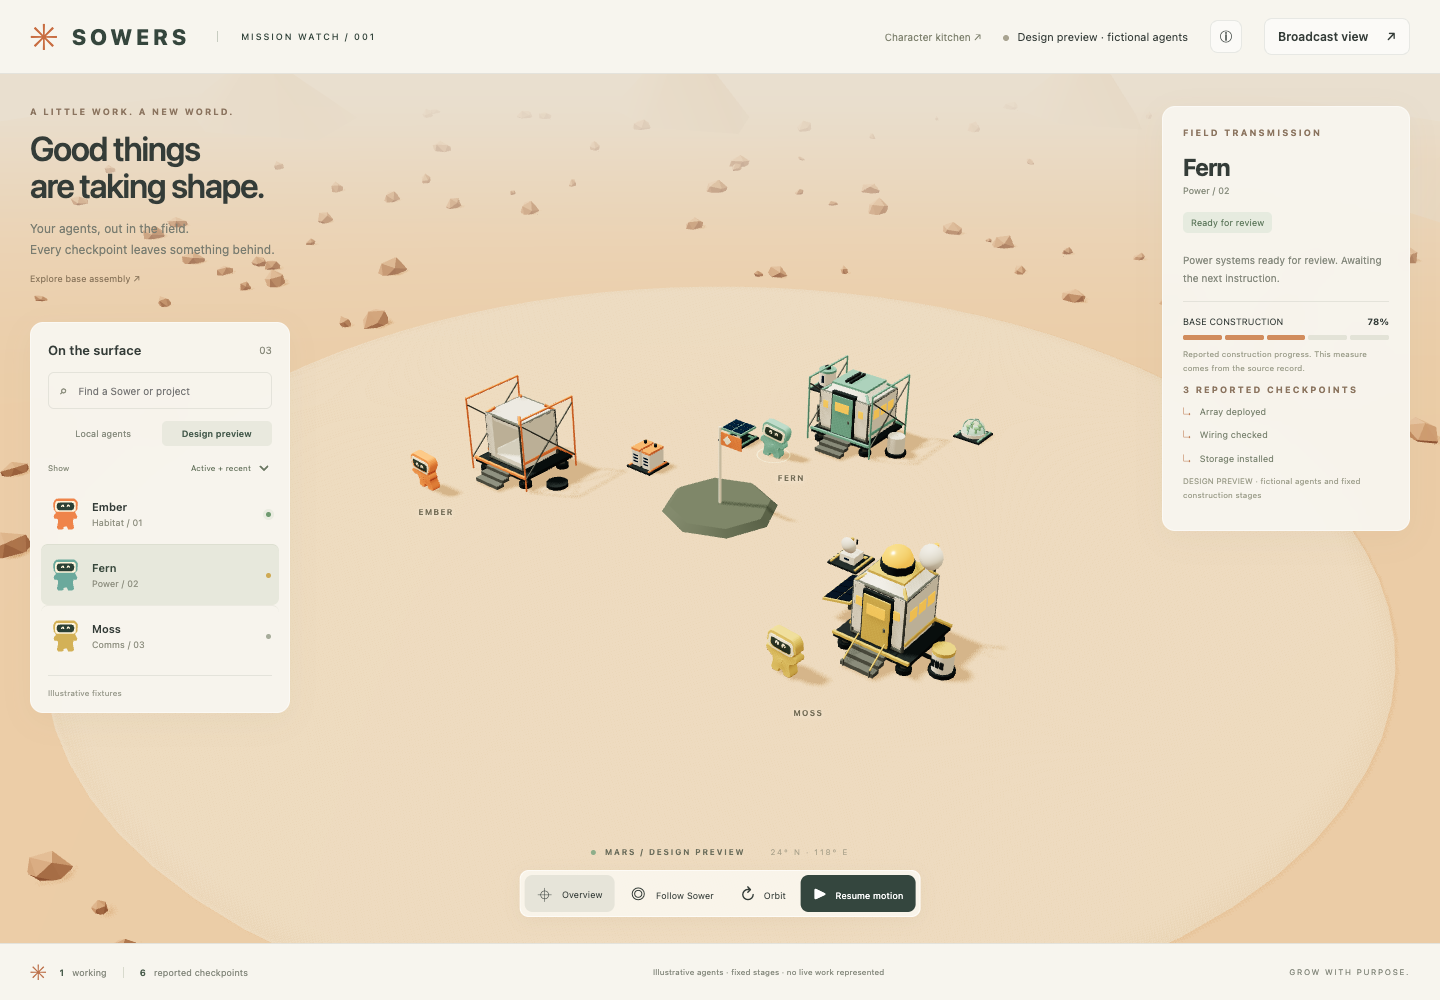 SOWERS
MISSION WATCH / 001
Character kitchen ↗
Design preview · fictional agents
Broadcast view ↗
A LITTLE WORK. A NEW WORLD.
Good things
are taking shape.
Your agents, out in the field.
Every checkpoint leaves something behind.
Explore base assembly ↗
On the surface 03
Find a Sower or project
Local agents Design preview
Show Active + recent
Ember
Habitat / 01
Fern
Power / 02
Moss
Comms / 03
Illustrative fixtures
EMBER
FERN
MOSS
FIELD TRANSMISSION
Fern
Power / 02
Ready for review
Power systems ready for review. Awaiting
the next instruction.
BASE CONSTRUCTION 78%
Reported construction progress. This measure
comes from the source record.
3 REPORTED CHECKPOINTS
Array deployed
Wiring checked
Storage installed
DESIGN PREVIEW · fictional agents and fixed
construction stages
MARS / DESIGN PREVIEW 24° N · 118° E
Overview Follow Sower Orbit Resume motion
1 working 6 reported checkpoints
Illustrative agents · fixed stages · no live work represented
GROW WITH PURPOSE.